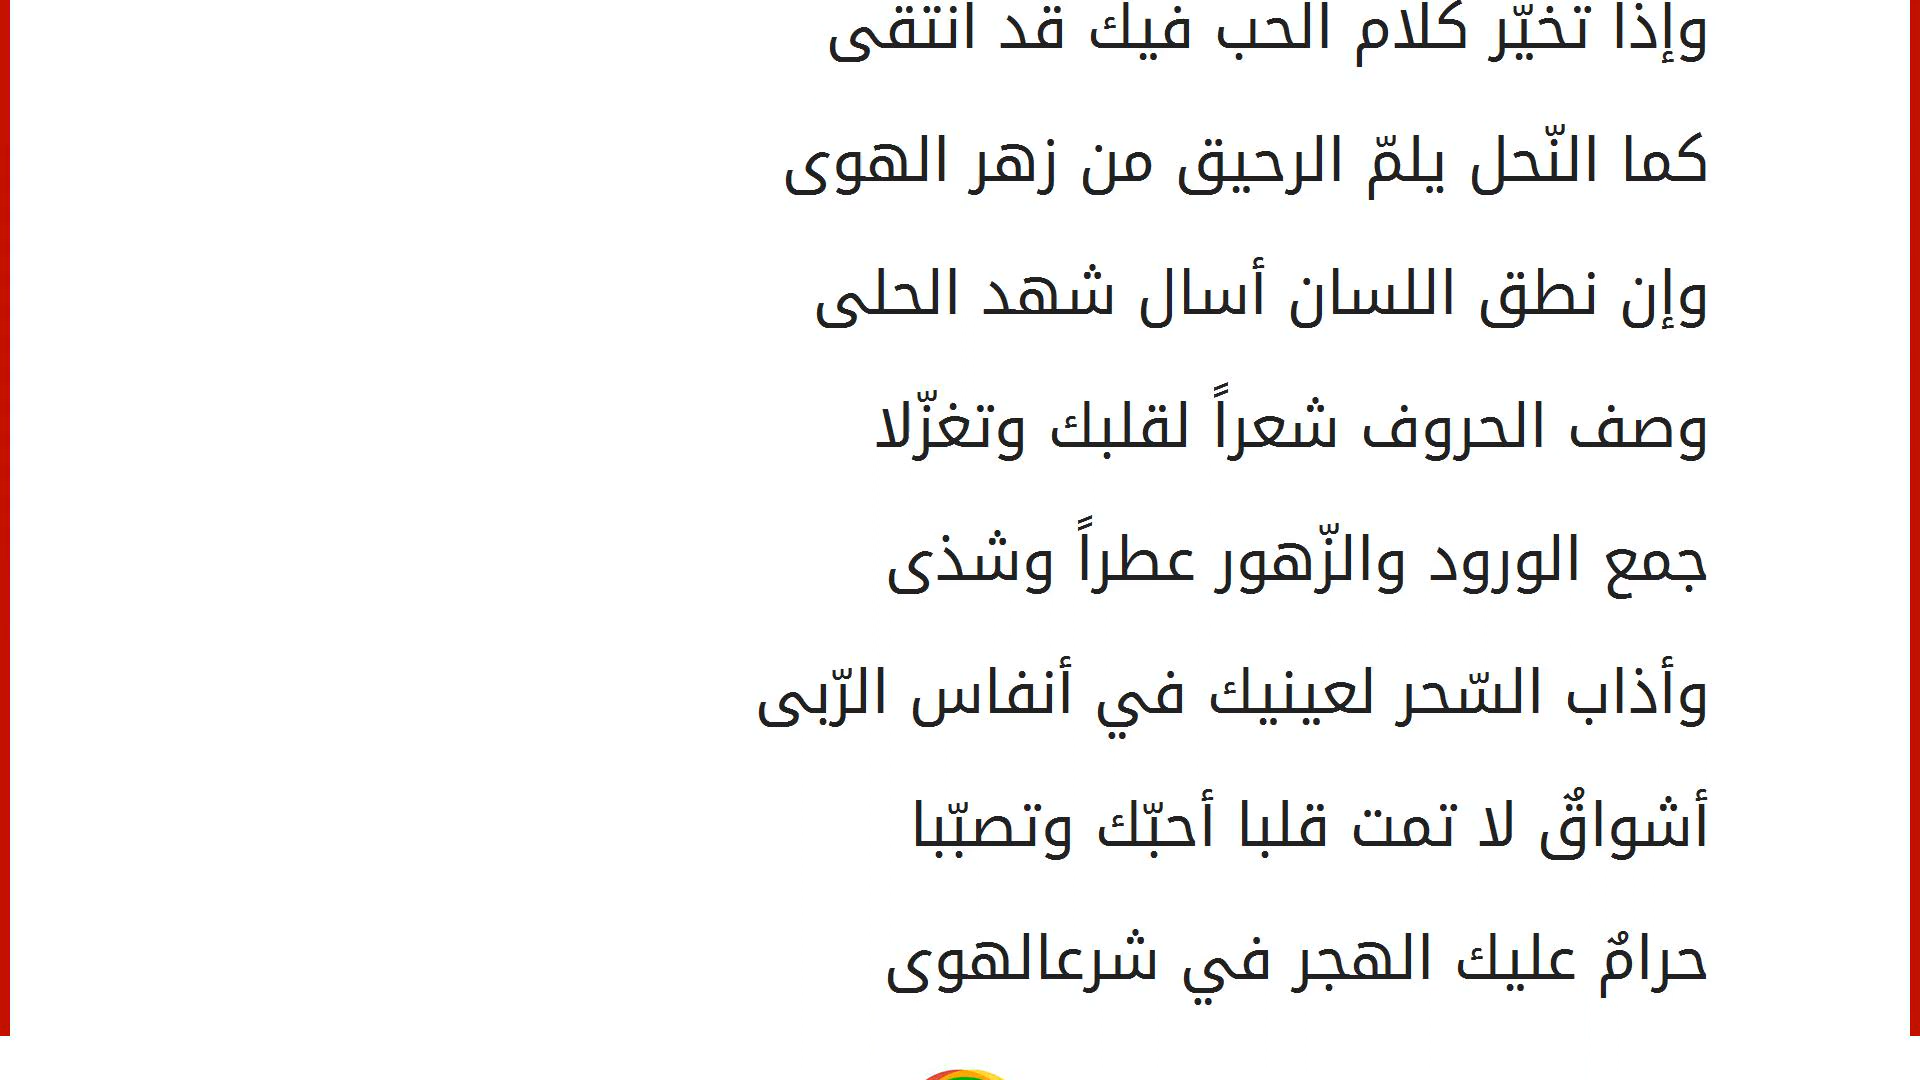 وإذا تخيّر كلام الحب فيك قد انتقى
كما النّحل يلمّ الرحيق من زهر الهوى
وإن نطق اللسان أسال شهد الحلى
وصف الحروف شعراً لقلبك وتغزّلا
جمع الورود والزّهور عطراً وشذى
وأذاب السّحر لعينيك في أنفاس الرّبى
أشواقٌ لا تمت قلبا أحبّك وتصبّبا
حرامٌ عليك الهجر في شرعالهوى